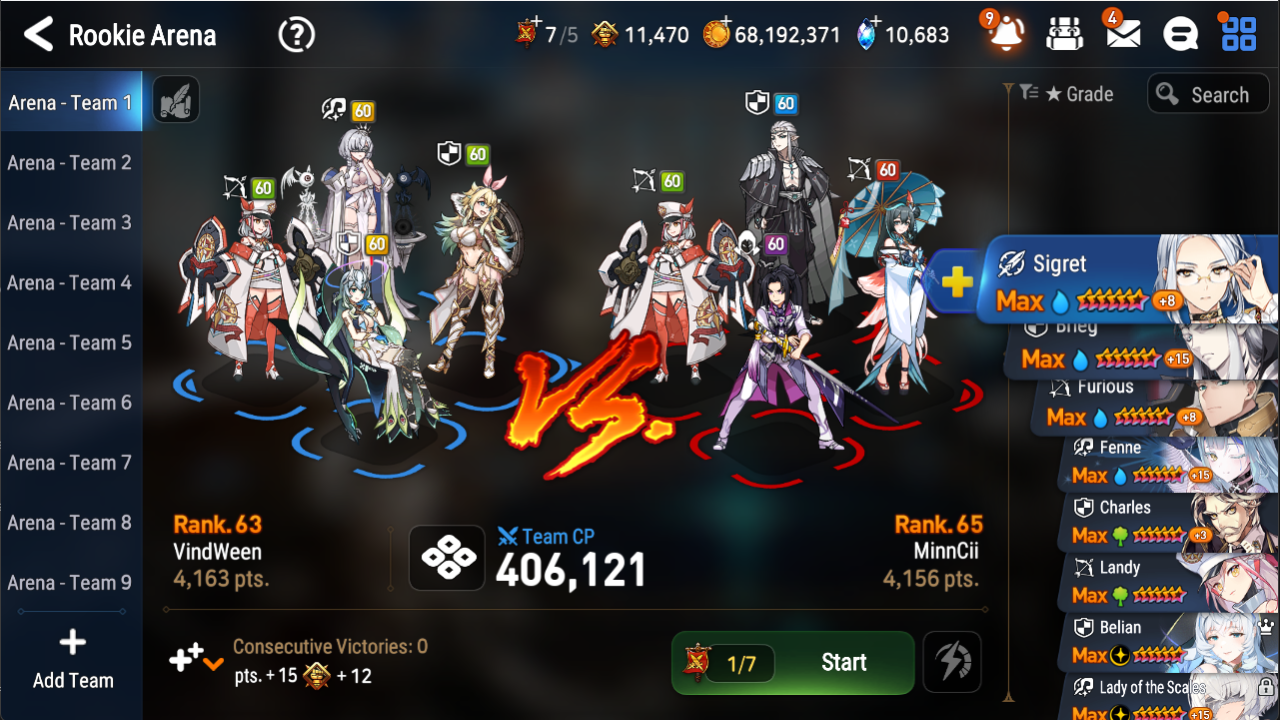 Rookie Arena
?
7/5
11,470
68,192,371
10,683
9
4
Arena - Team 1
Arena - Team 2
Arena - Team 3
Arena - Team 4
Arena - Team 5
Arena - Team 6
Arena - Team 7
Arena - Team 8
Arena - Team 9
Add Team
60
60
60
60
60
60
60
60
VS.
Rank.63
VindWeen
4,163 pts.
Team CP
406,121
Rank.65
MinnCii
4,156 pts.
Consecutive Victories: 0
pts. +15 +12
1/7
Start
★ Grade
Search
Sigret
Max +8
Brieg
Max +15
Furious
Max +8
Fenne
Max +15
Charles
Max +3
Landy
Max
Belian
Max
Lady of the Scales
Max +15